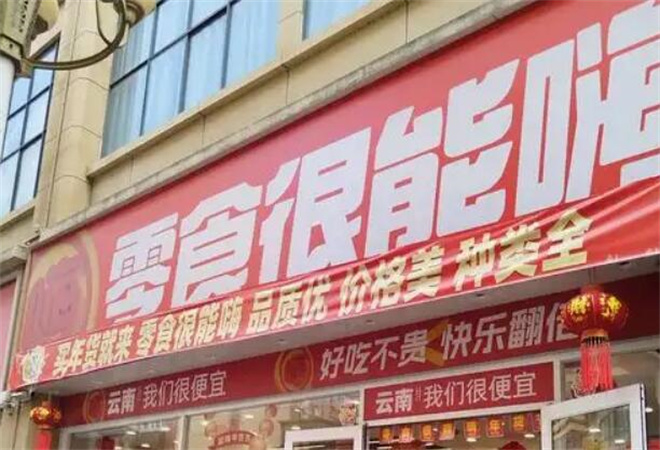 零食很能嗨
买年货就来 零食很能嗨 品质优 价格美 种类全
好吃不贵 快乐翻倍
云南 我们很便宜
云南 我们很便宜